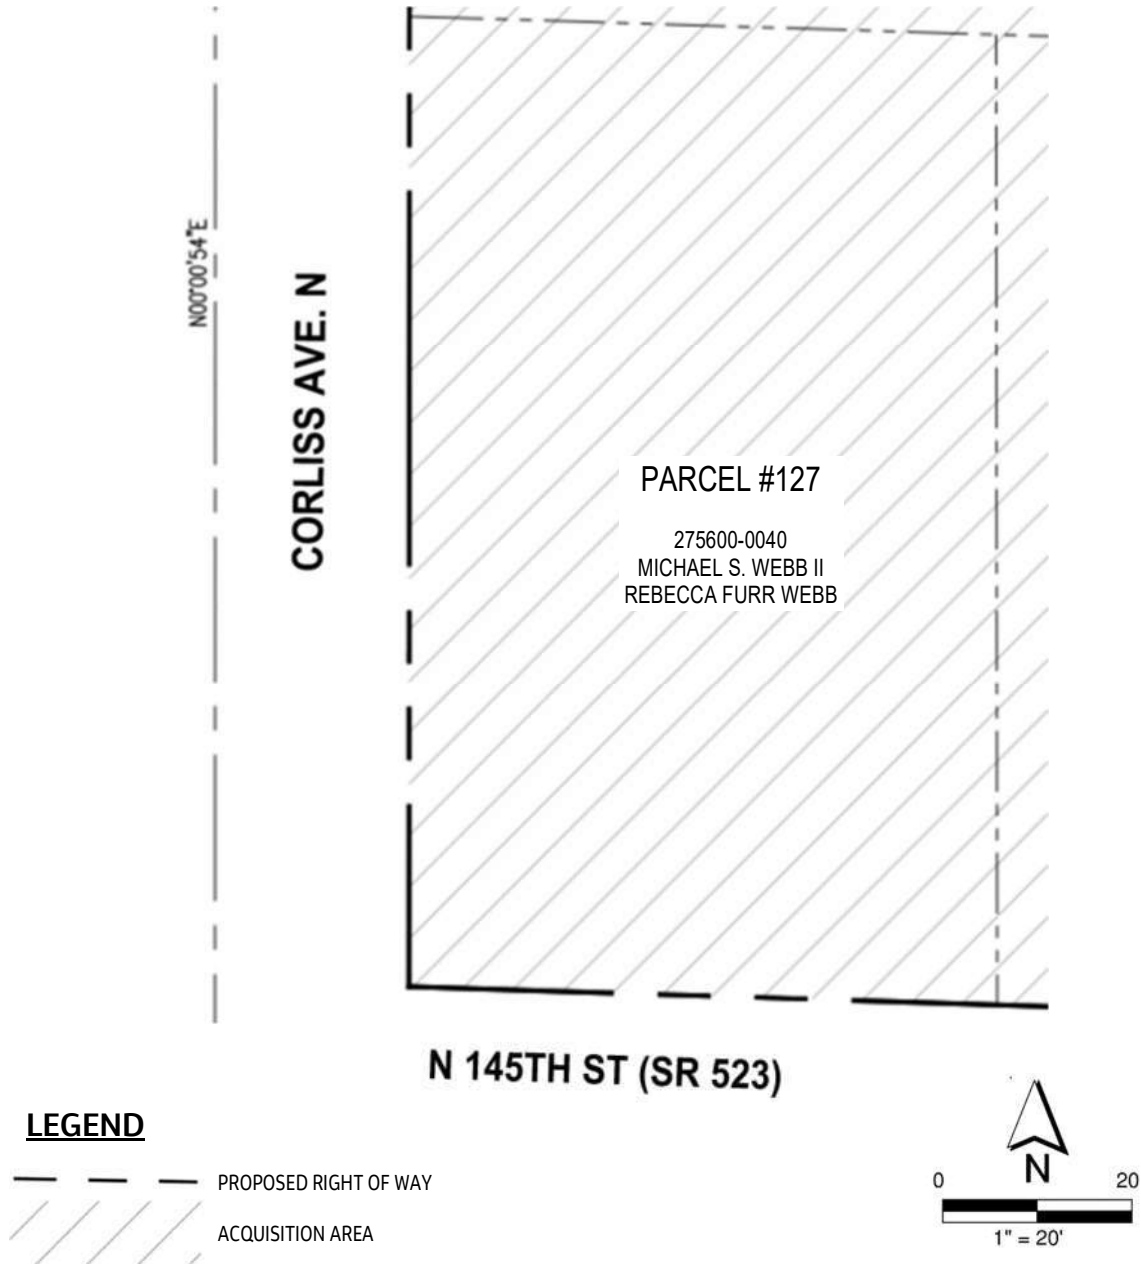 N00°00'54"E
CORLISS AVE. N
PARCEL #127
275600-0040
MICHAEL S. WEBB II
REBECCA FURR WEBB
N 145TH ST (SR 523)
LEGEND
PROPOSED RIGHT OF WAY
ACQUISITION AREA
N
0 20
1" = 20'